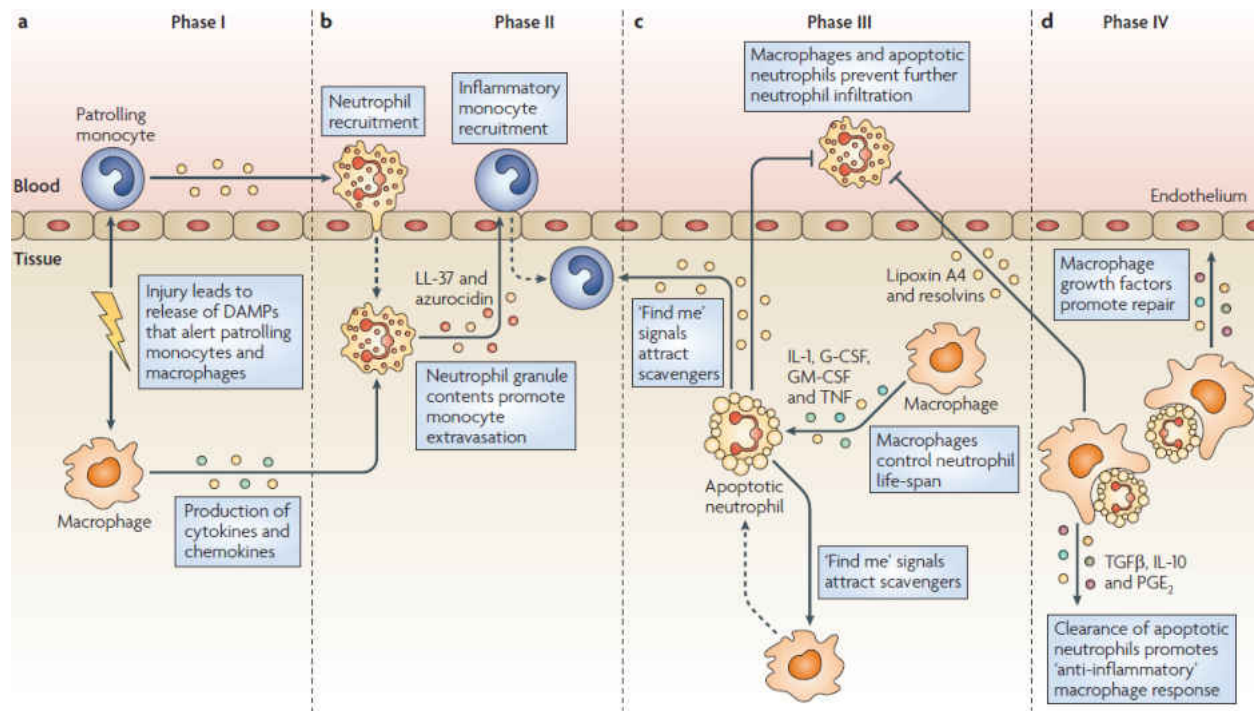 a
Phase I
b
Phase II
c
Phase III
d
Phase IV
Patrolling
monocyte
Blood
Tissue
Injury leads to
release of DAMPs
that alert patrolling
monocytes and
macrophages
Macrophage
Production of
cytokines and
chemokines
Neutrophil
recruitment
Inflammatory
monocyte
recruitment
LL-37 and
azurocidin
Neutrophil granule
contents promote
monocyte
extravasation
Macrophages and apoptotic
neutrophils prevent further
neutrophil infiltration
'Find me'
signals
attract
scavengers
IL-1, G-CSF,
GM-CSF
and TNF
Macrophage
Macrophages
control neutrophil
life-span
Apoptotic
neutrophil
'Find me' signals
attract scavengers
Lipoxin A4
and resolvins
Endothelium
Macrophage
growth factors
promote repair
TGFβ, IL-10
and PGE₂
Clearance of apoptotic
neutrophils promotes
'anti-inflammatory'
macrophage response